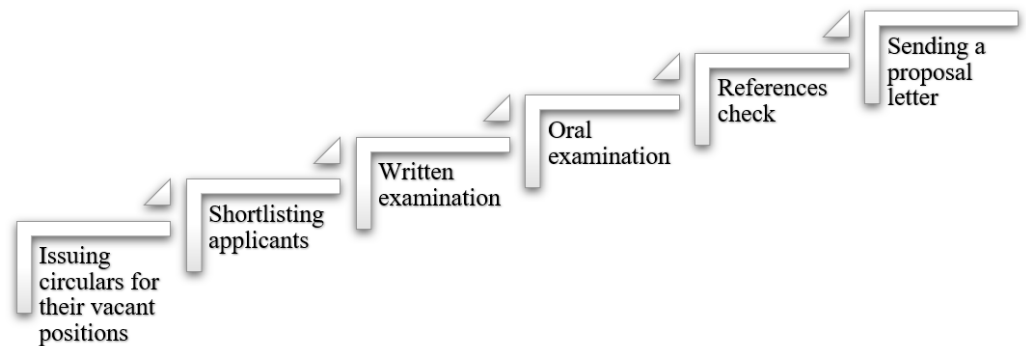 Issuing
circulars for
their vacant
positions
Shortlisting
applicants
Written
examination
Oral
examination
References
check
Sending a
proposal
letter